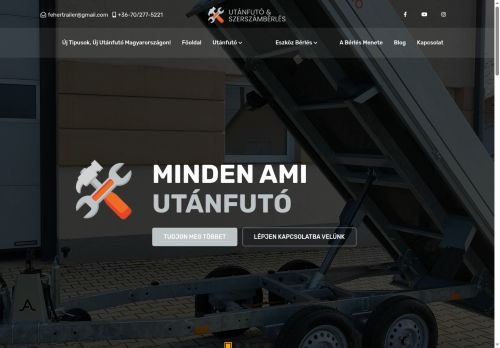 fehertrailer@gmail.com +36-70/277-5221
UTÁNFUTÓ &
SZERSZÁMBÉRLÉS
Új Tipusok, Új Utánfutó Magyarországon! Főoldal Utánfutó Eszköz Bérlés A Bérlés Menete Blog Kapcsolat
MINDEN AMI
UTÁNFUTÓ
TUDJON MEG TÖBBET LÉPJEN KAPCSOLATBA VELÜNK